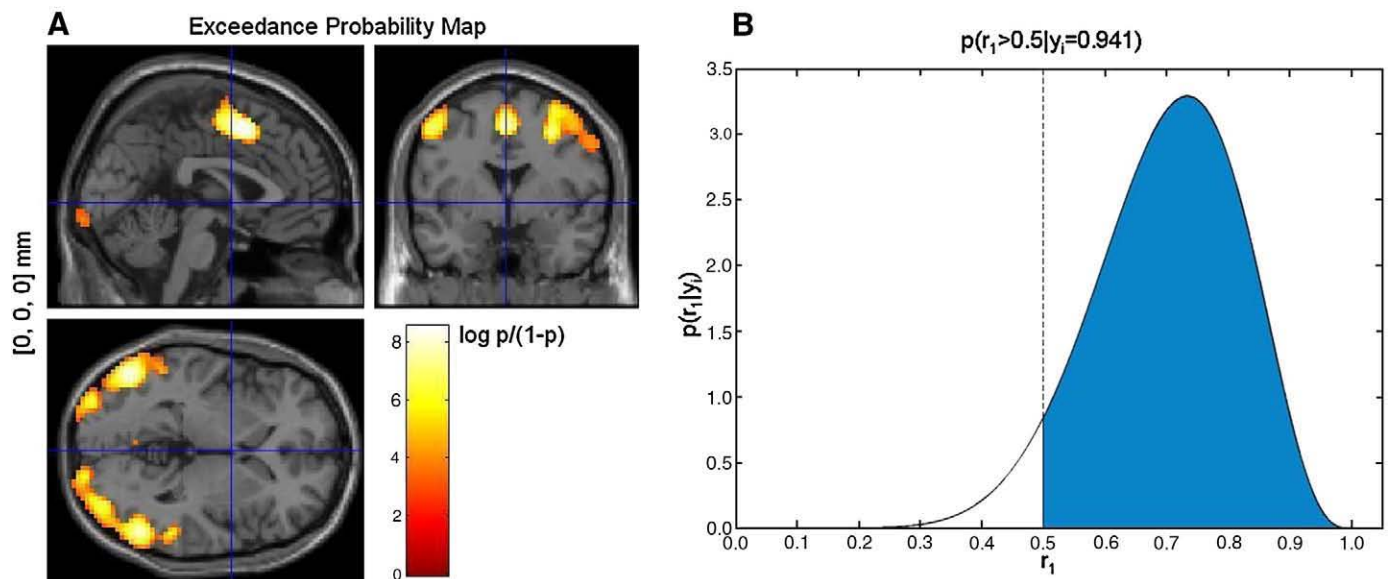 A
Exceedance Probability Map
[0, 0, 0] mm
log p/(1-p)
8
6
4
2
0
B
p(r1>0.5|yi=0.941)
p(r1|yi)
3.5
3.0
2.5
3.5
3.0
1.5
1.0
0.5
0.0
0.0 0.1 0.2 0.3 0.4 0.5 0.6 0.7 0.8 0.9 1.0
r1